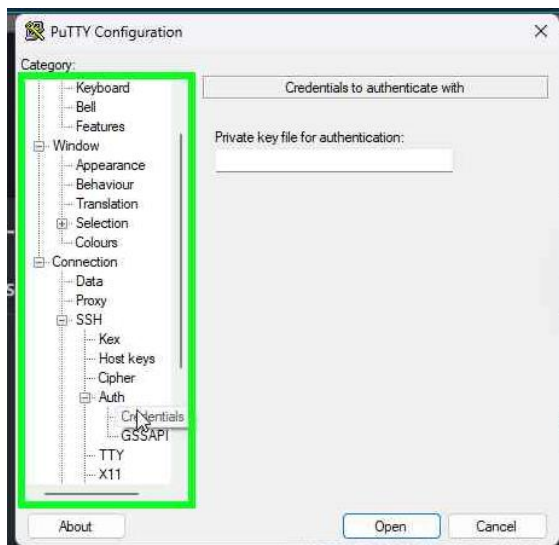 PuTTY Configuration
Category:
Keyboard
Bell
Features
Window
Appearance
Behaviour
Translation
Selection
Colours
Connection
Data
Proxy
SSH
Kex
Host keys
Cipher
Auth
Credentials
GSSAPI
TTY
X11
Credentials to authenticate with
Private key file for authentication:
About
Open
Cancel